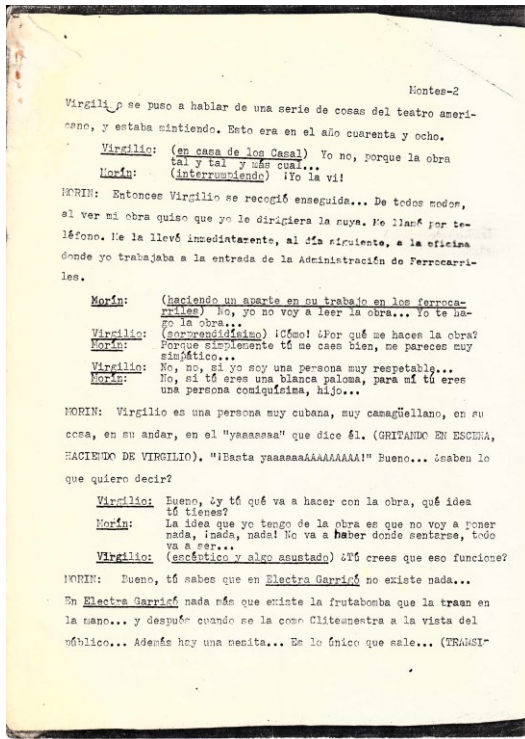 Montes-2
Virgilio se puso a hablar de una serie de cosas del teatro ameri-
cano, y estaba mintiendo. Esto era en el año cuarenta y ocho.
Virgilio: (en casa de los Casal) Yo no, porque la obra
tal y tal y más cual...
Morín: (interrumpiendo) ¡Yo la vi!
MORIN: Entonces Virgilio se recogió enseguida... De todos modos,
al ver mi obra quiso que yo le dirigiera la suya. Me llamó por te-
léfono. Me la llevó inmediatamente, al día siguiente, a la oficina
donde yo trabajaba a la entrada de la Administración de Ferrocarri-
les.
Morín: (haciendo un aparte en su trabajo en los ferroca-
rriles) No, yo no voy a leer la obra... Yo te ha-
go la obra...
Virgilio: (sorprendidísimo) ¡Cómo! ¿Por qué me haces la obra?
Morín: Porque simplemente tú me caes bien, me pareces muy
simpático...
Virgilio: No, no, si yo soy una persona muy respetable...
Morín: No, si tú eres una blanca paloma, para mí tú eres
una persona comiquísima, hijo...
MORIN: Virgilio es una persona muy cubana, muy camagüellano, en su
cosa, en su andar, en el "yaaaaaaa" que dice él. (GRITANDO EN ESCENA,
HACIENDO DE VIRGILIO). "¡Basta yaaaaaaAAAAAAAAA!" Bueno... ¿saben lo
que quiero decir?
Virgilio: Bueno, ¿y tú qué va a hacer con la obra, qué idea
tú tienes?
Morín: La idea que yo tengo de la obra es que no voy a poner
nada, ¡nada, nada! No va a haber donde sentarse, todo
va a ser...
Virgilio: (escéptico y algo asustado) ¿Tú crees que eso funcione?
MORIN: Bueno, tú sabes que en Electra Garrigó no existe nada...
En Electra Garrigó nada más que existe la frutabomba que la traen en
la mano... y después cuando se la come Clitemnestra a la vista del
público... Además hay una mesita... Es lo único que sale... (TRANSI-